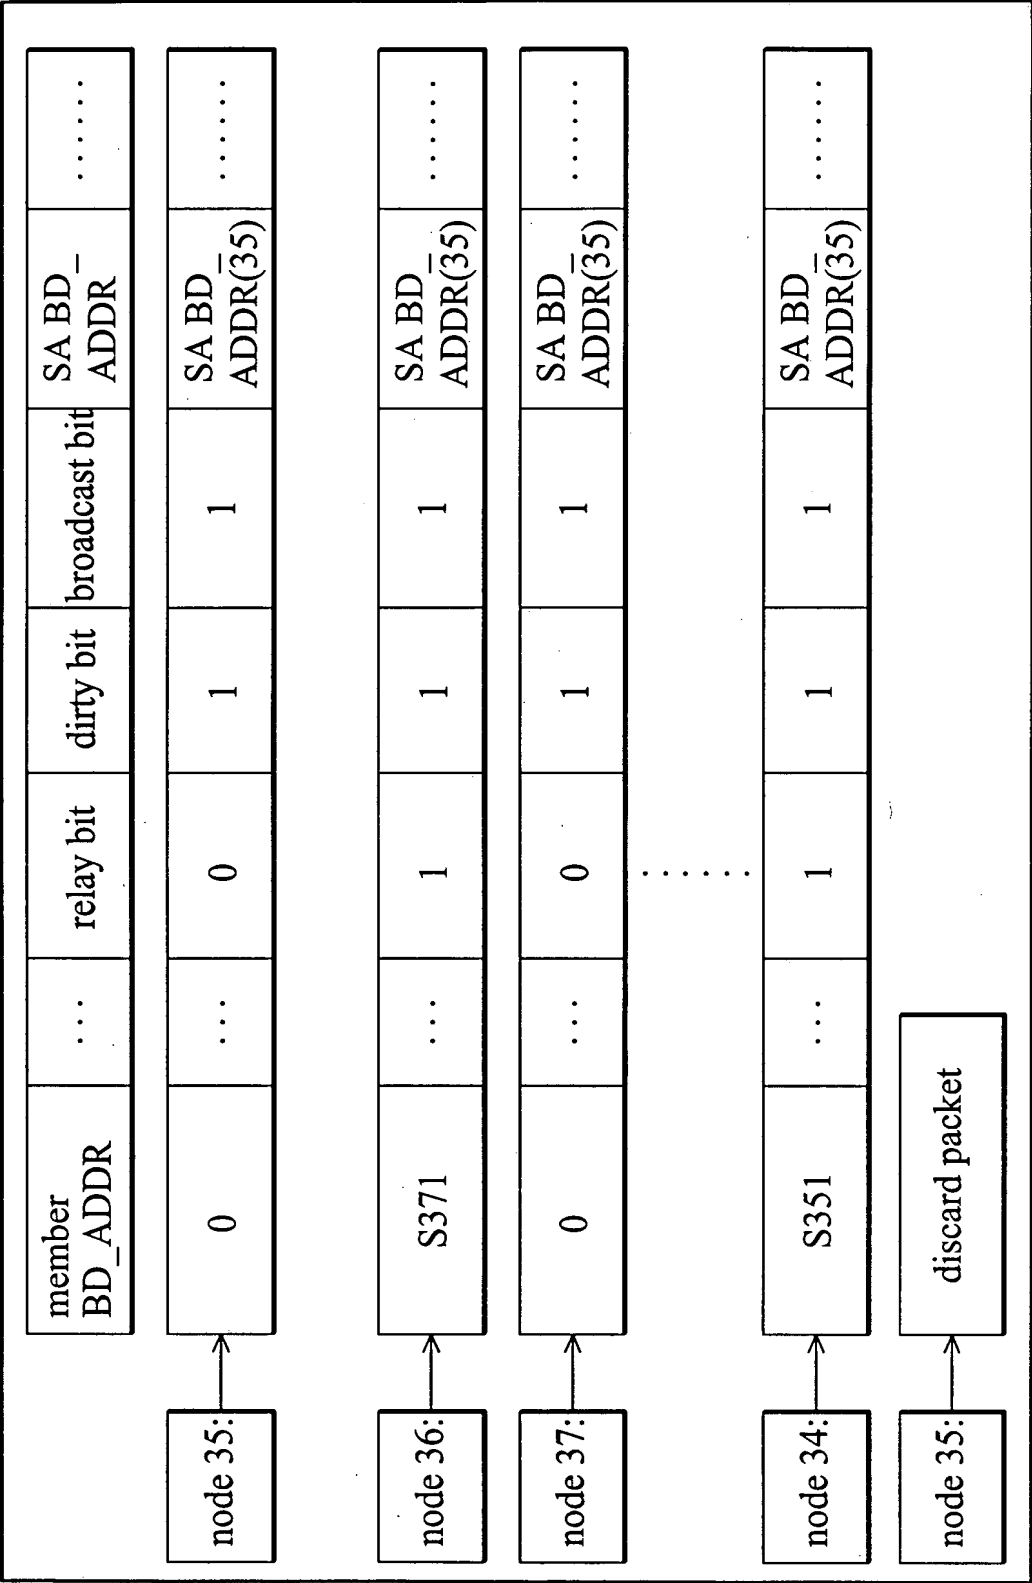 member
BD_ADDR
...
relay bit
dirty bit
broadcast bit
SA BD_
ADDR
......
node 35:
0
...
0
1
1
SA BD_
ADDR(35)
......
node 36:
S371
...
1
1
1
SA BD_
ADDR(35)
......
node 37:
0
...
0
1
1
SA BD_
ADDR(35)
......
......
node 34:
S351
...
1
1
1
SA BD_
ADDR(35)
......
node 35:
discard packet